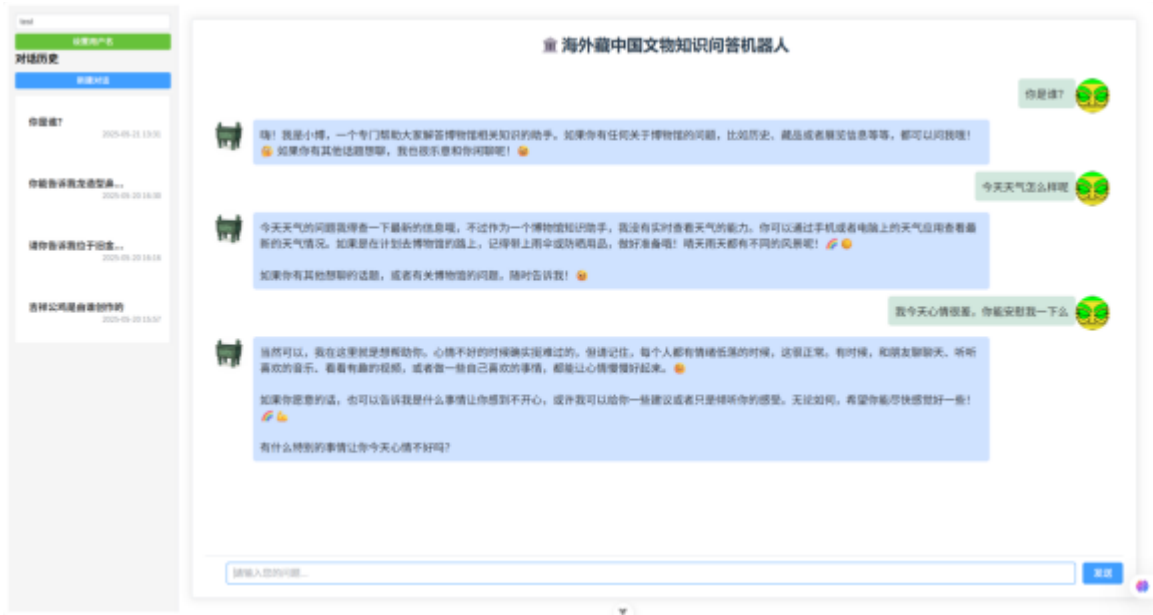 test
设置用户名
对话历史
新建对话
你是谁?
2025-05-21 13:31
你能告诉我龙造型鼻...
2025-05-20 16:39
请你告诉我位于旧金...
2025-05-20 16:16
吉祥公鸡是由谁创作的
2025-05-20 15:57
🏛 海外藏中国文物知识问答机器人
你是谁?
嗨!我是小博,一个专门帮助大家解答博物馆相关知识的助手。如果你有任何关于博物馆的问题,比如历史、藏品或者展览信息等等,都可以问我哦!
如果你有其他话题想聊,我也很乐意和你闲聊呢!
今天天气怎么样呢
今天天气的问题我得查一下最新的信息哦,不过作为一个博物馆知识助手,我没有实时查看天气的能力。你可以通过手机或者电脑上的天气应用查看最
新的天气情况。如果是在计划去博物馆的路上,记得带上雨伞或防晒用品,做好准备哦!晴天雨天都有不同的风景呢!🌈
如果你有其他想聊的话题,或者有关博物馆的问题,随时告诉我!
我今天心情很差,你能安慰我一下么
当然可以,我在这里就是想帮助你。心情不好的时候确实挺难过的,但请记住,每个人都有情绪低落的时候,这很正常。有时候,和朋友聊聊天、听听
喜欢的音乐、看看有趣的视频,或者做一些自己喜欢的事情,都能让心情慢慢好起来。
如果你愿意的话,也可以告诉我是什么事情让你感到不开心,或许我可以给你一些建议或者只是倾听你的感受。无论如何,希望你能尽快感觉好一些!
🌈💪
有什么特别的事情让你今天心情不好吗?
请输入您的问题...
发送